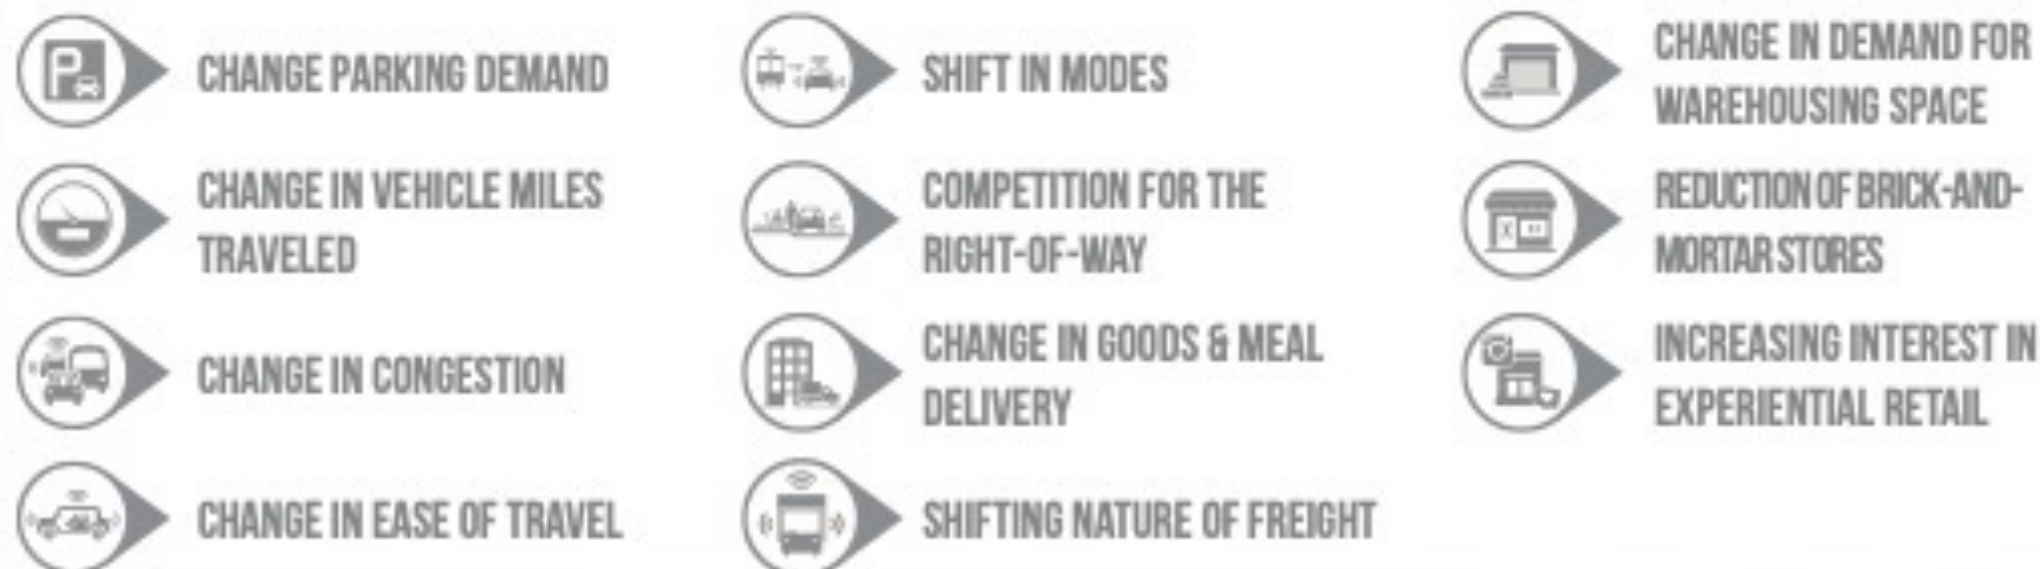 CHANGE PARKING DEMAND
CHANGE IN VEHICLE MILES
TRAVELED
CHANGE IN CONGESTION
CHANGE IN EASE OF TRAVEL
SHIFT IN MODES
COMPETITION FOR THE
RIGHT-OF-WAY
CHANGE IN GOODS & MEAL
DELIVERY
SHIFTING NATURE OF FREIGHT
CHANGE IN DEMAND FOR
WAREHOUSING SPACE
REDUCTION OF BRICK-AND-
MORTAR STORES
INCREASING INTEREST IN
EXPERIENTIAL RETAIL